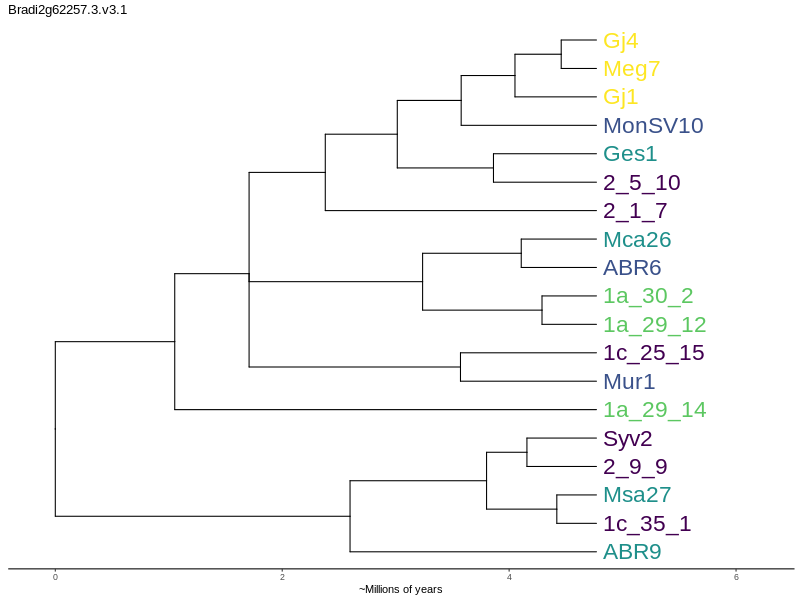 Bradi2g62257.3.v3.1
Gj4
Meg7
Gj1
MonSV10
Ges1
2_5_10
2_1_7
Mca26
ABR6
1a_30_2
1a_29_12
1c_25_15
Mur1
1a_29_14
Syv2
2_9_9
Msa27
1c_35_1
ABR9
0 2 4 6
~Millions of years